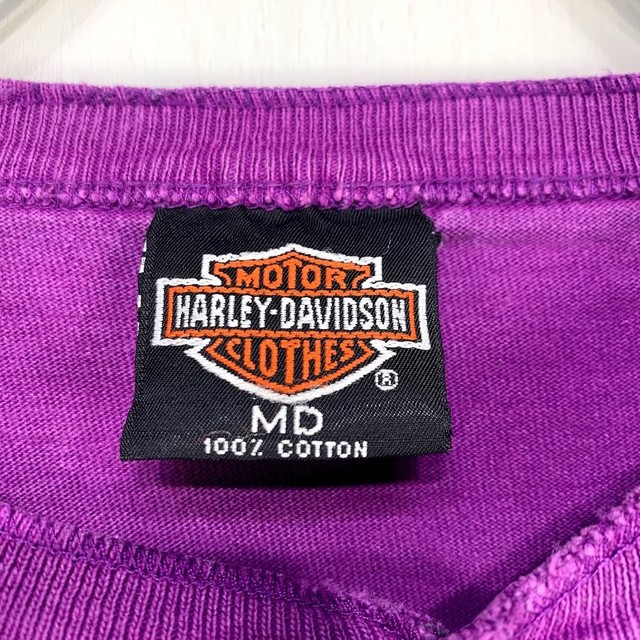 MOTOR
HARLEY-DAVIDSON
CLOTHES
®
MD
100% COTTON